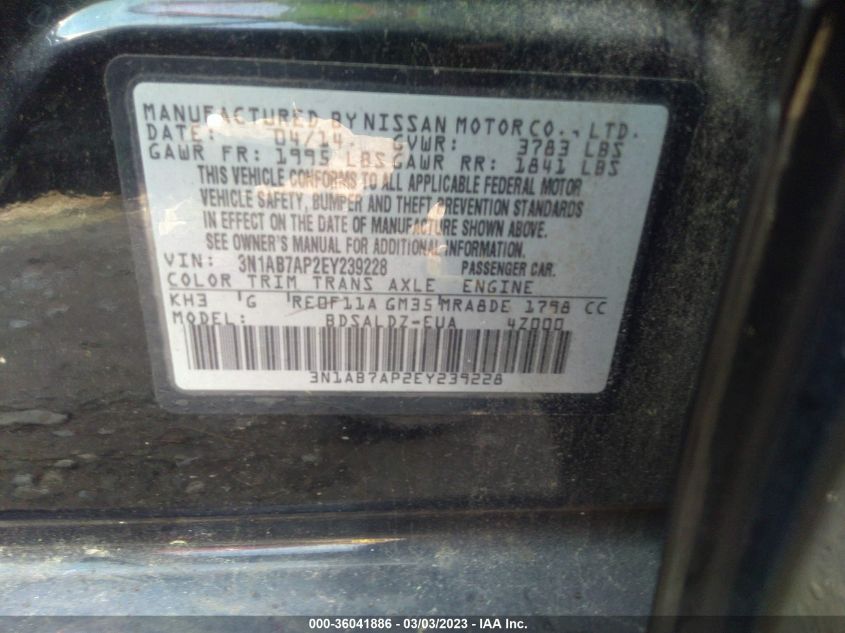 MANUFACTURED BY NISSAN MOTOR CO., LTD.
DATE: 04/14 GVWR: 3783 LBS
GAWR FR: 1995 LBS GAWR RR: 1841 LBS
THIS VEHICLE CONFORMS TO ALL APPLICABLE FEDERAL MOTOR
VEHICLE SAFETY, BUMPER AND THEFT PREVENTION STANDARDS
IN EFFECT ON THE DATE OF MANUFACTURE SHOWN ABOVE.
SEE OWNER'S MANUAL FOR ADDITIONAL INFORMATION.
VIN: 3N1AB7AP2EY239228 PASSENGER CAR.
COLOR TRIM TRANS AXLE ENGINE
KH3 G RE0F11A GM35 MRA8DE 1798 CC
MODEL: BDSALDZ-EUA 4Z000
3N1AB7AP2EY239228
000-36041886 - 03/03/2023 - IAA Inc.